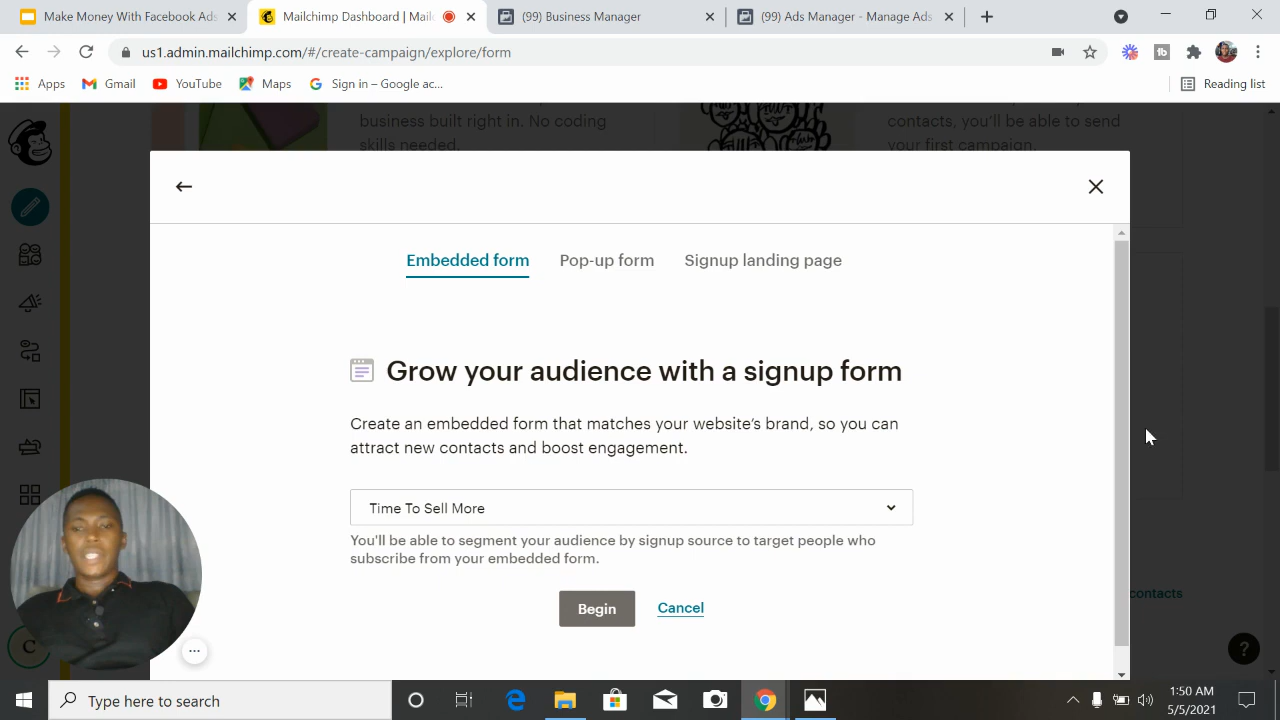 Make Money With Facebook Ads
Mailchimp Dashboard | Mail
(99) Business Manager
(99) Ads Manager - Manage Ads
us1.admin.mailchimp.com/#/create-campaign/explore/form
Apps
Gmail
YouTube
Maps
Sign in – Google ac...
Reading list
business built right in. No coding
skills needed.
contacts, you'll be able to send
your first campaign.
Embedded form
Pop-up form
Signup landing page
Grow your audience with a signup form
Create an embedded form that matches your website's brand, so you can
attract new contacts and boost engagement.
Time To Sell More
You'll be able to segment your audience by signup source to target people who
subscribe from your embedded form.
Begin
Cancel
contacts
C
...
?
Type here to search
1:50 AM
5/5/2021